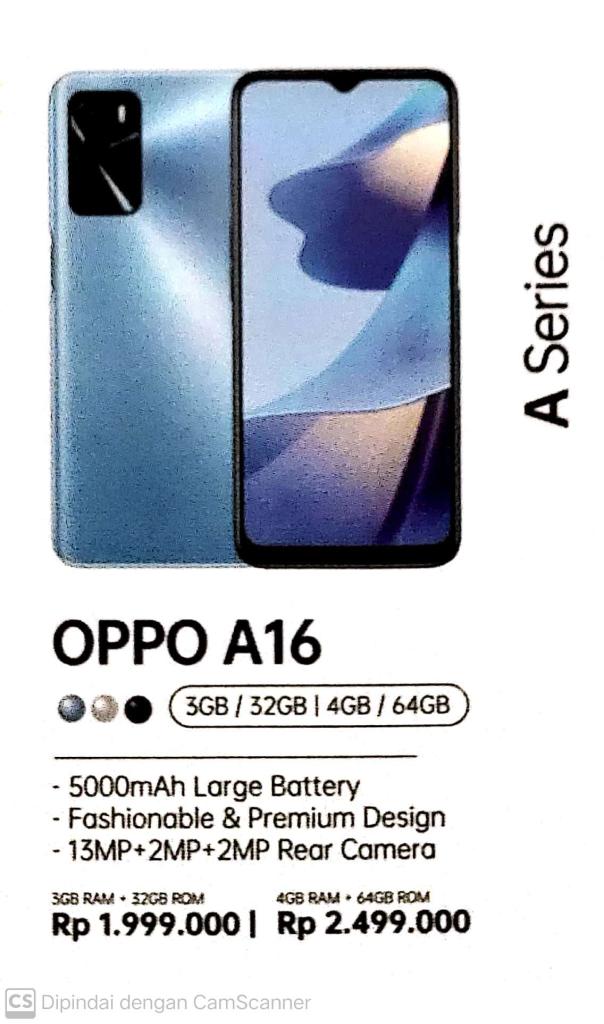 A Series
OPPO A16
3GB / 32GB | 4GB / 64GB
- 5000mAh Large Battery
- Fashionable & Premium Design
- 13MP+2MP+2MP Rear Camera
3GB RAM + 32GB ROM 4GB RAM + 64GB ROM
Rp 1.999.000 | Rp 2.499.000
CS Dipindai dengan CamScanner